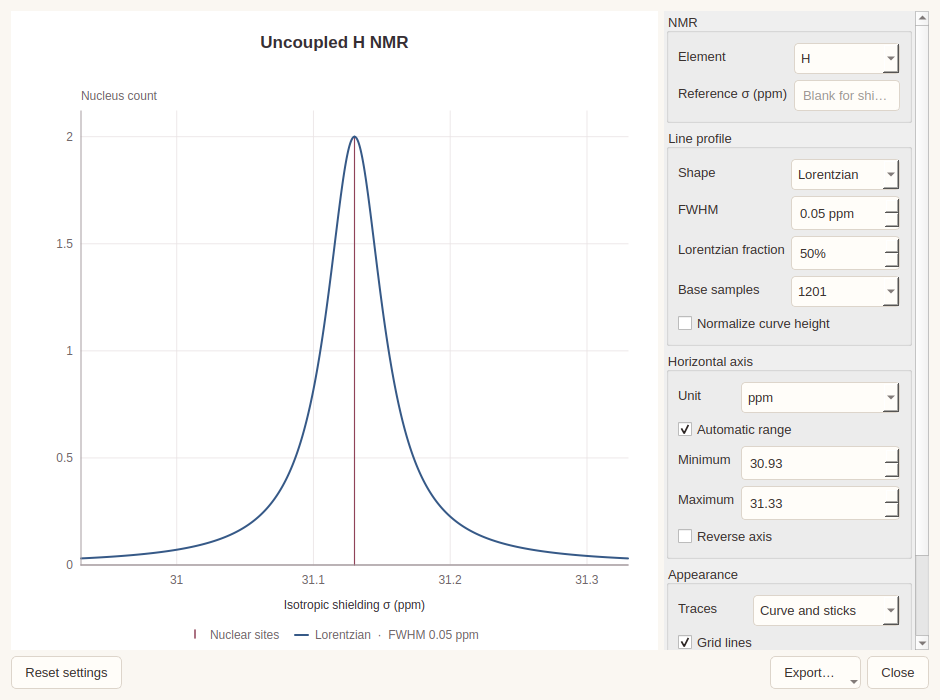 Uncoupled H NMR
Nucleus count
2
1.5
1
0.5
0
31
31.1
31.2
31.3
Isotropic shielding σ (ppm)
Nuclear sites
Lorentzian · FWHM 0.05 ppm
NMR
Element
H
Reference σ (ppm)
Blank for shi…
Line profile
Shape
Lorentzian
FWHM
0.05 ppm
Lorentzian fraction
50%
Base samples
1201
Normalize curve height
Horizontal axis
Unit
ppm
Automatic range
Minimum
30.93
Maximum
31.33
Reverse axis
Appearance
Traces
Curve and sticks
Grid lines
Reset settings
Export…
Close